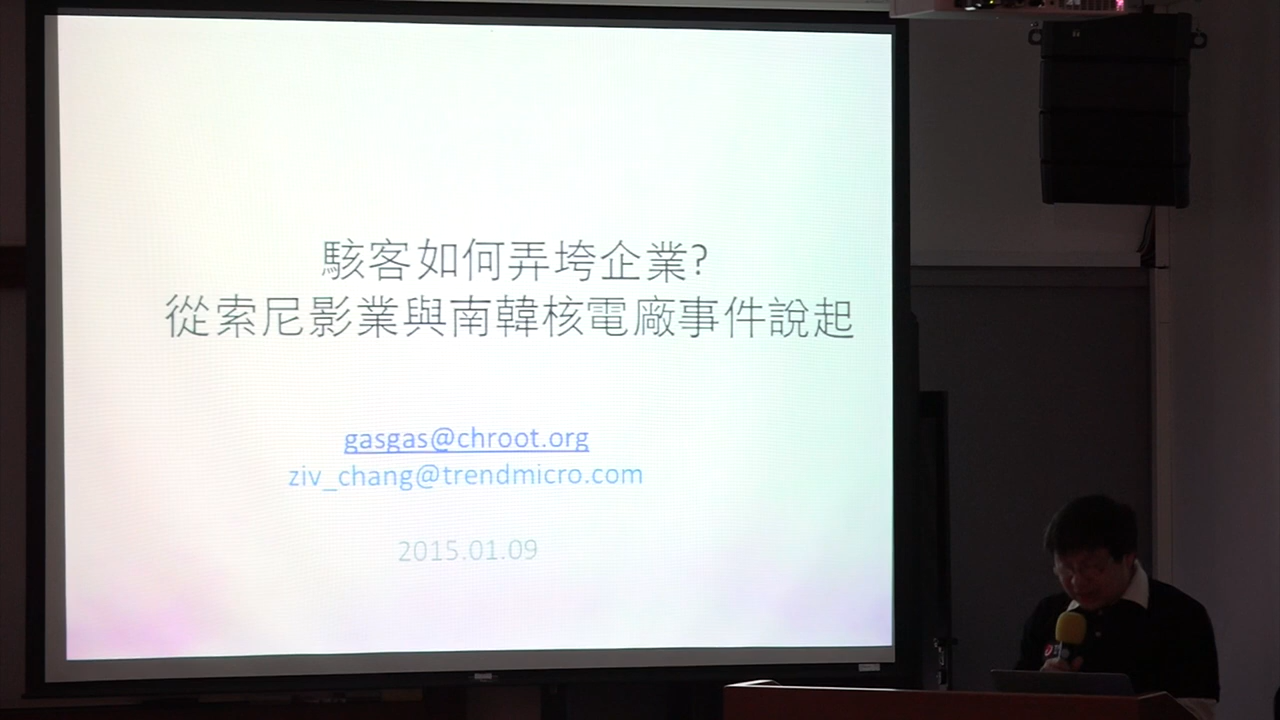 駭客如何弄垮企業?
從索尼影業與南韓核電廠事件說起
gasgas@chroot.org
ziv_chang@trendmicro.com
2015.01.09